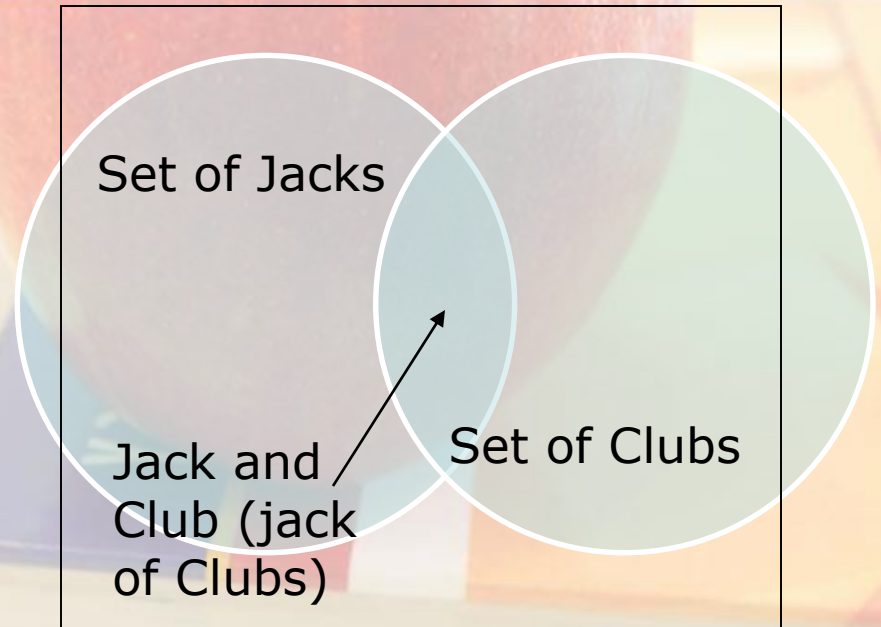 Set of Jacks
Set of Clubs
Jack and
Club (jack
of Clubs)